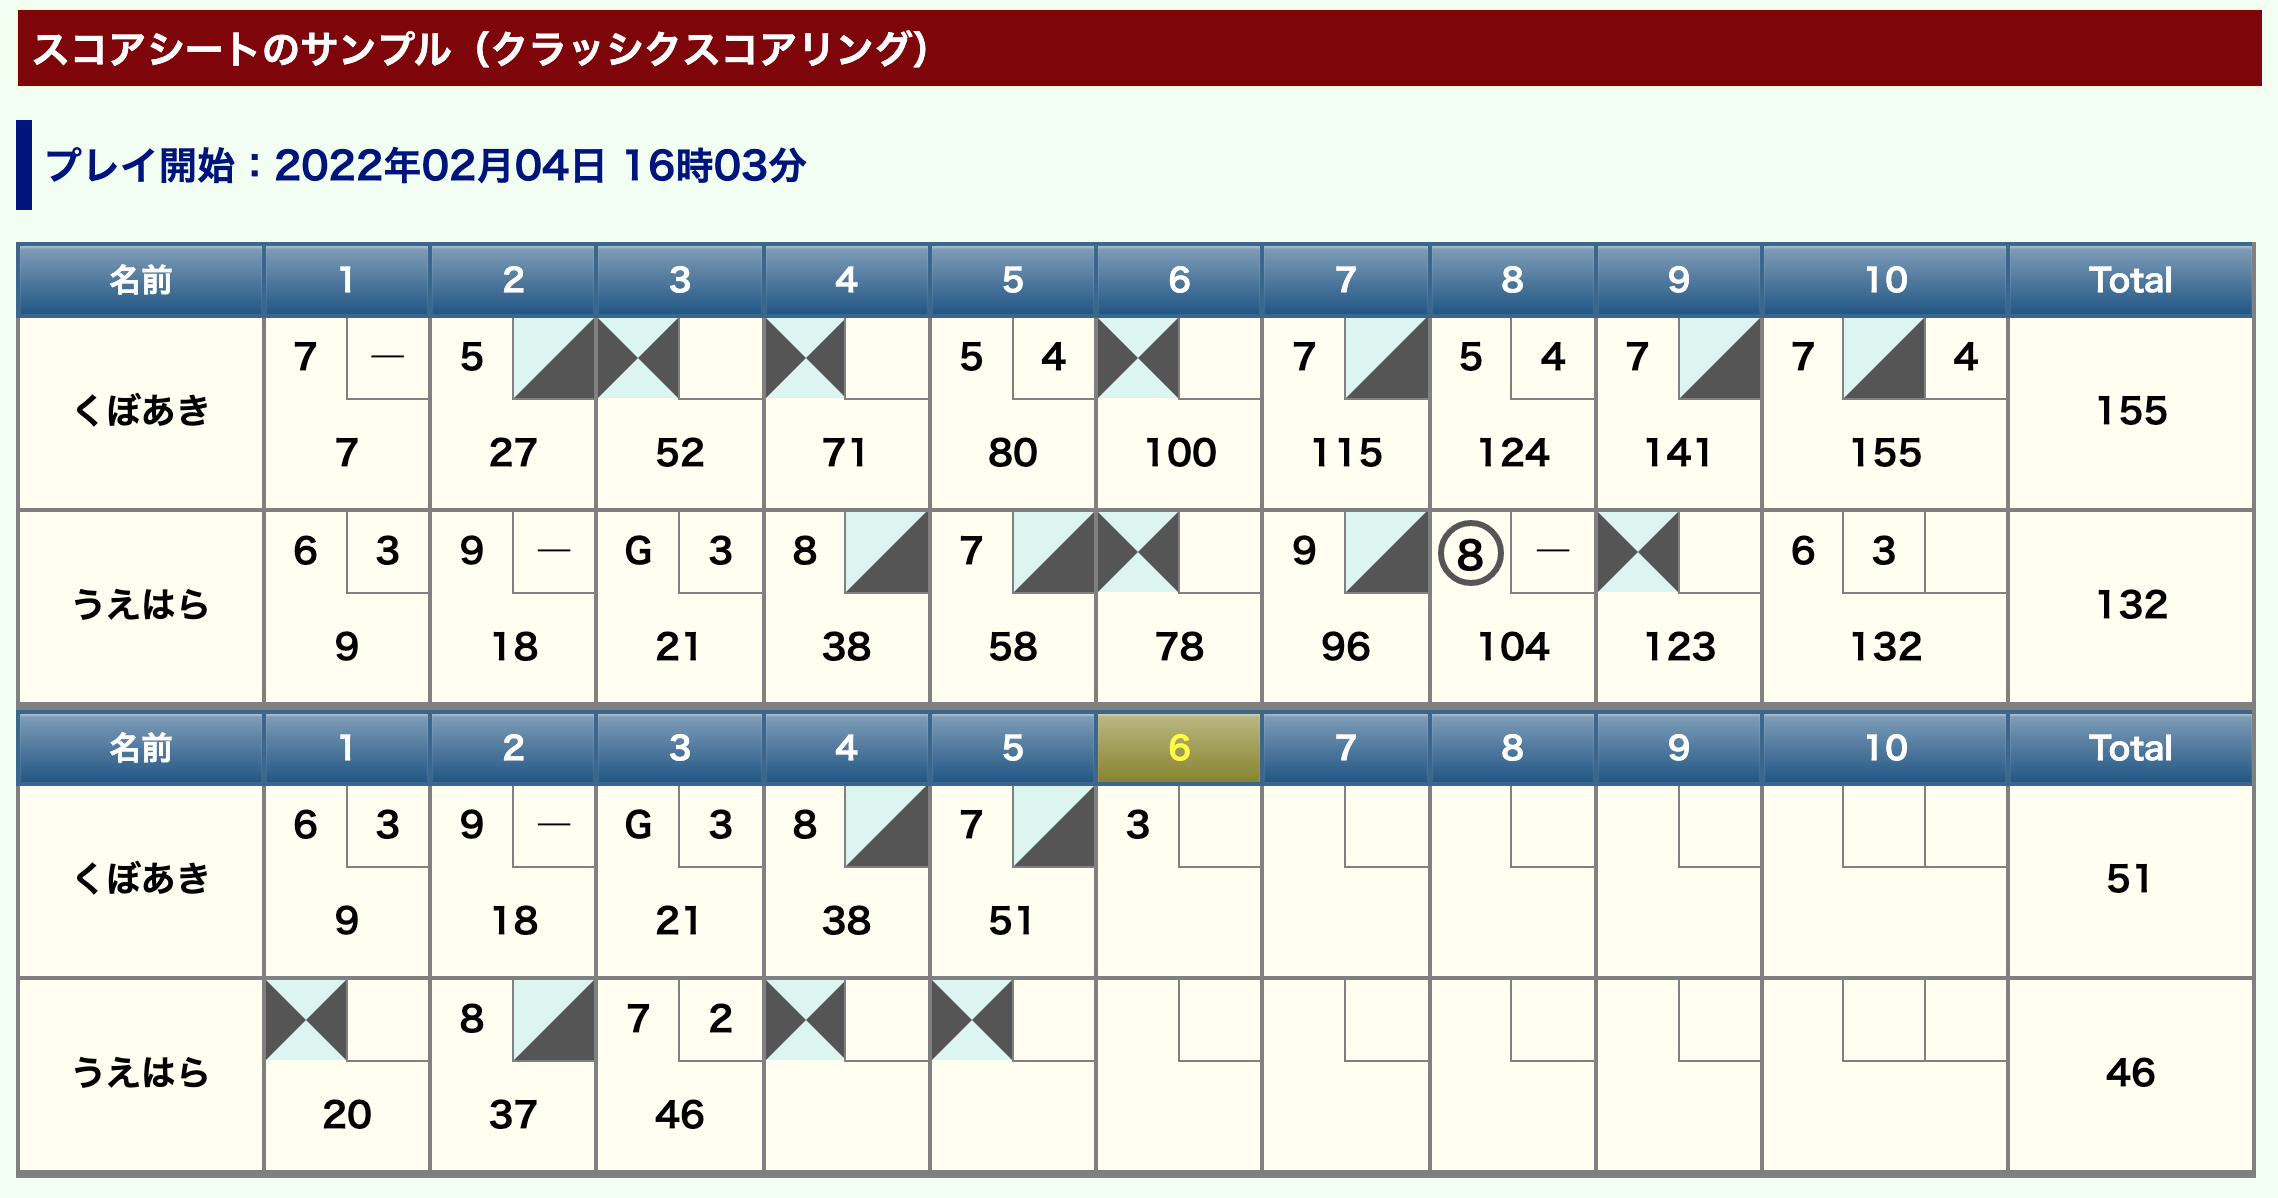 スコアシートのサンプル（クラッシクスコアリング）
プレイ開始：2022年02月04日 16時03分
名前 1 2 3 4 5 6 7 8 9 10 Total
7 — 5 5 4 7 5 4 7 7 4
くぼあき 155
7 27 52 71 80 100 115 124 141 155
6 3 9 — G 3 8 7 9 8 — 6 3
うえはら 132
9 18 21 38 58 78 96 104 123 132
名前 1 2 3 4 5 6 7 8 9 10 Total
6 3 9 — G 3 8 7 3
くぼあき 51
9 18 21 38 51
8 7 2
うえはら 46
20 37 46